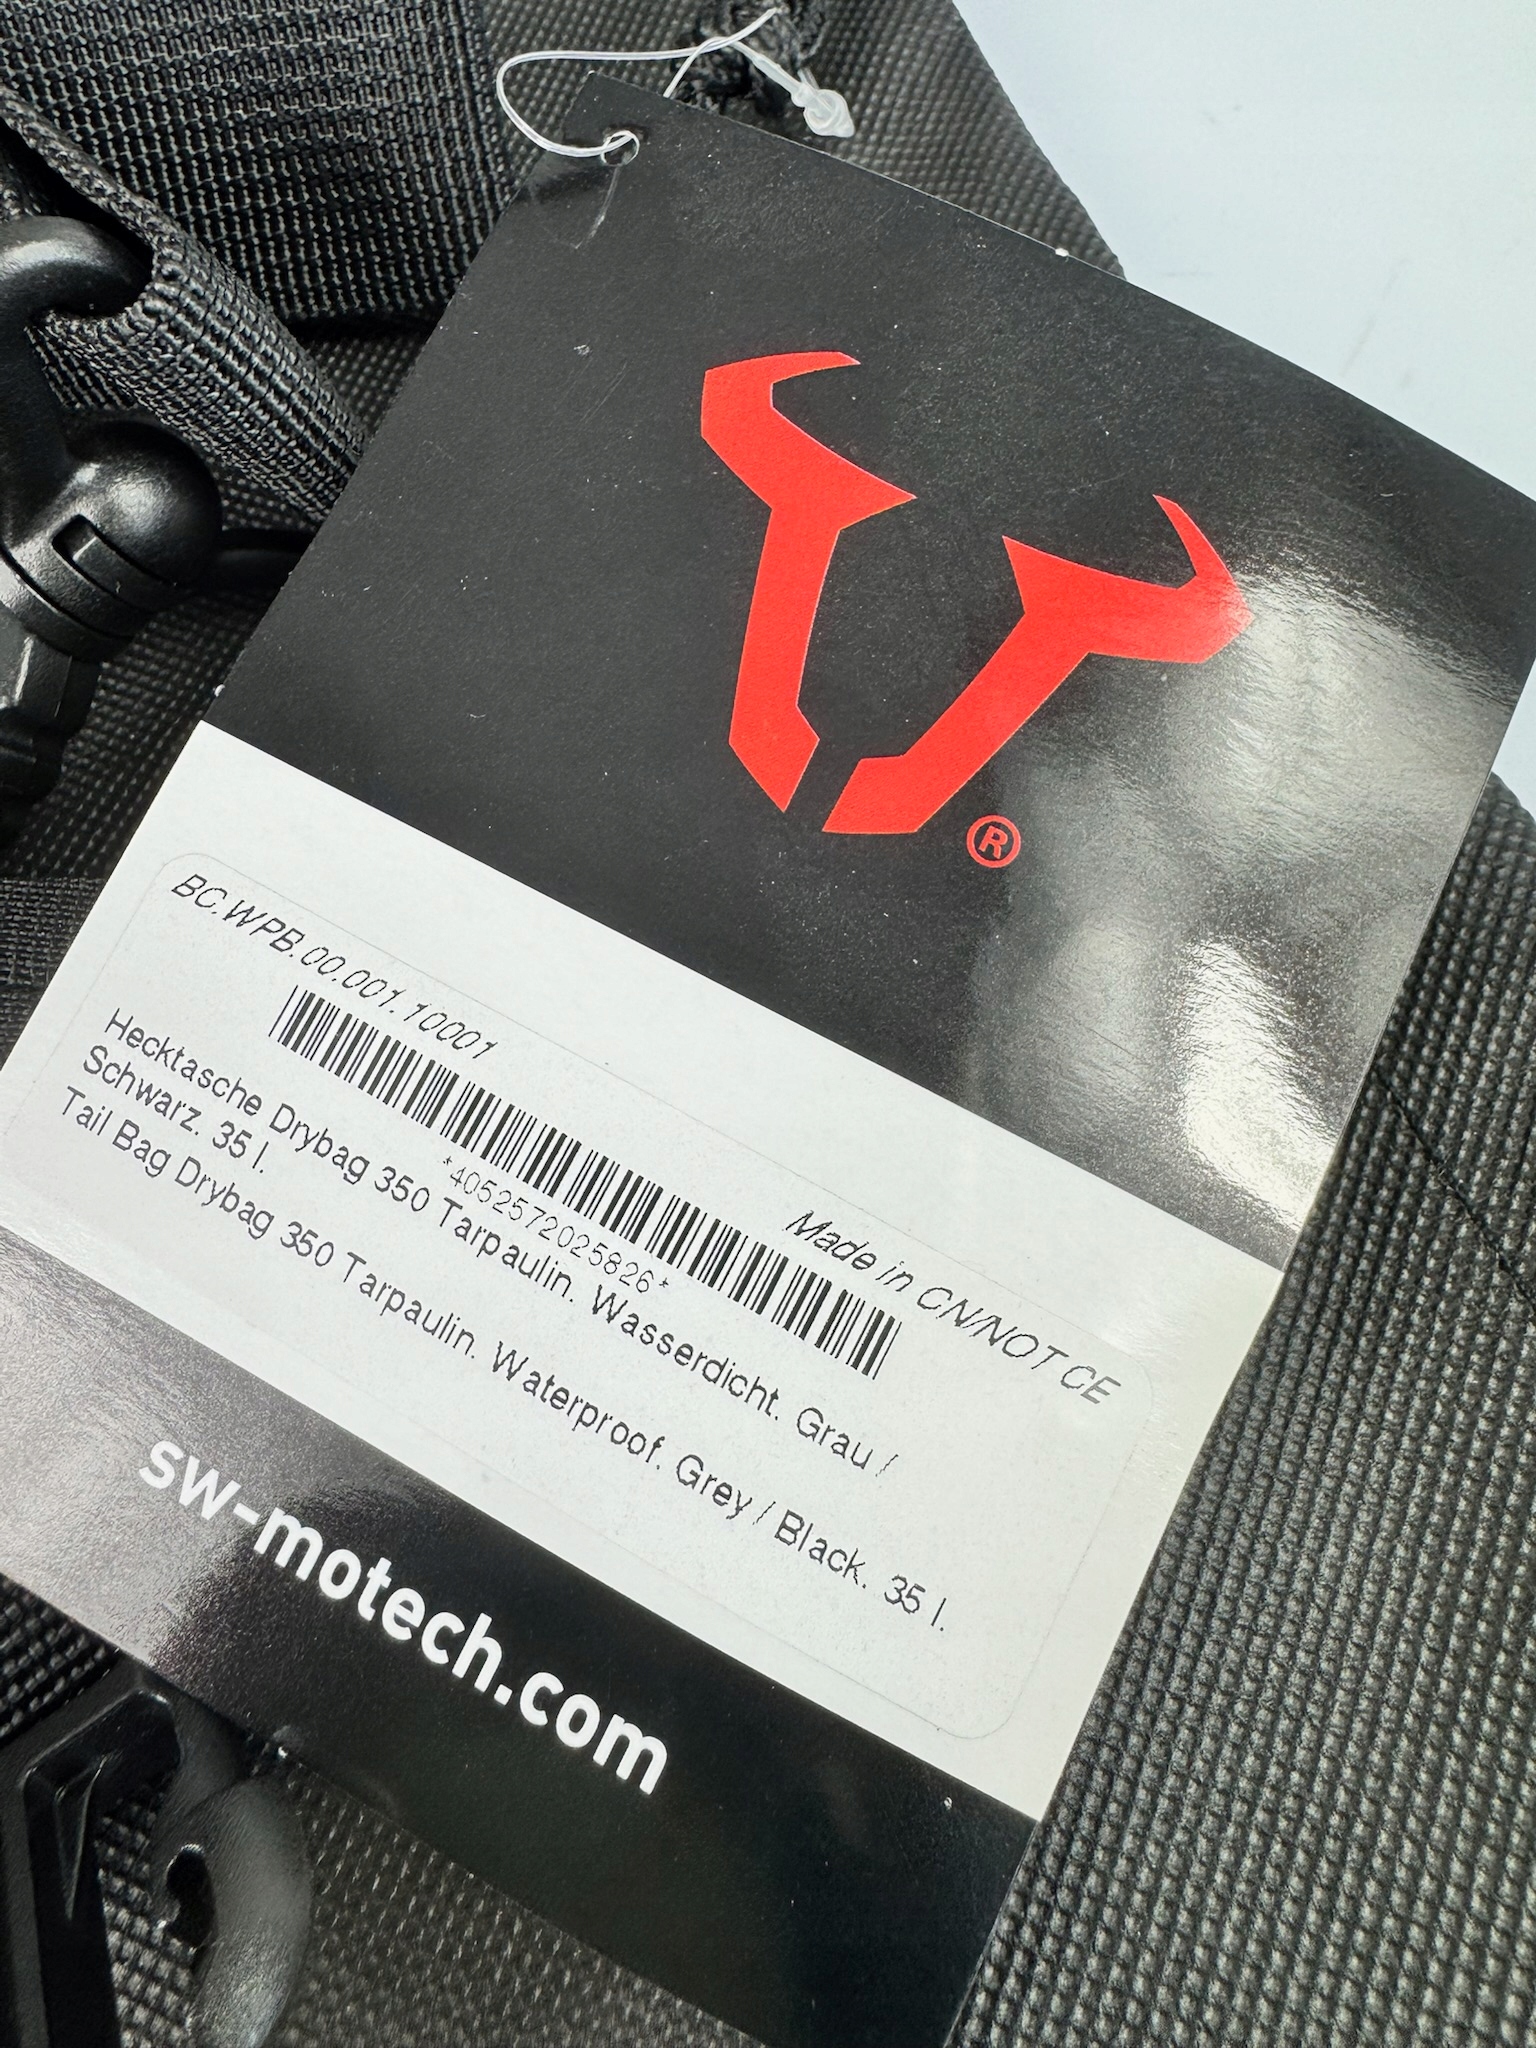 ®
BC.WPB.00.001.10001
Made in CN/NOT CE
*4052572025826*
Hecktasche Drybag 350 Tarpaulin. Wasserdicht. Grau /
Schwarz. 35 l.
Tail Bag Drybag 350 Tarpaulin. Waterproof. Grey / Black. 35 l.
sw-motech.com